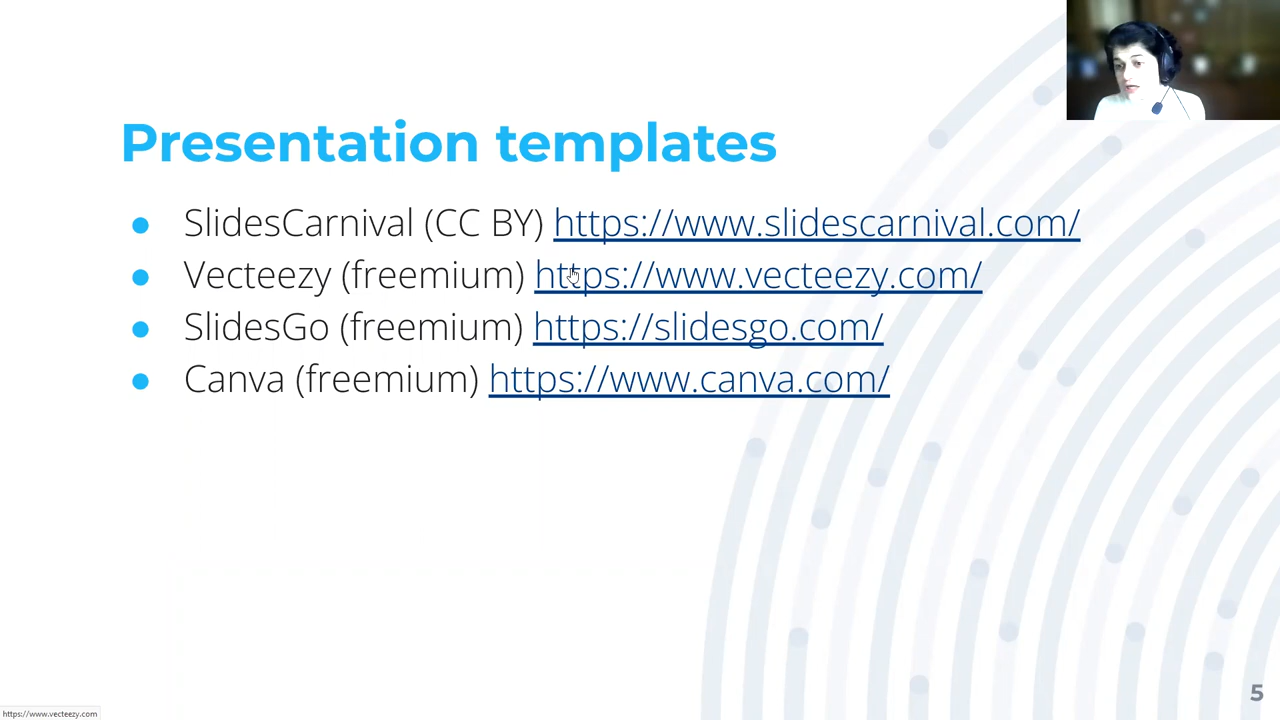 Presentation templates
● SlidesCarnival (CC BY) https://www.slidescarnival.com/
● Vecteezy (freemium) https://www.vecteezy.com/
● SlidesGo (freemium) https://slidesgo.com/
● Canva (freemium) https://www.canva.com/
5
https://www.vecteezy.com